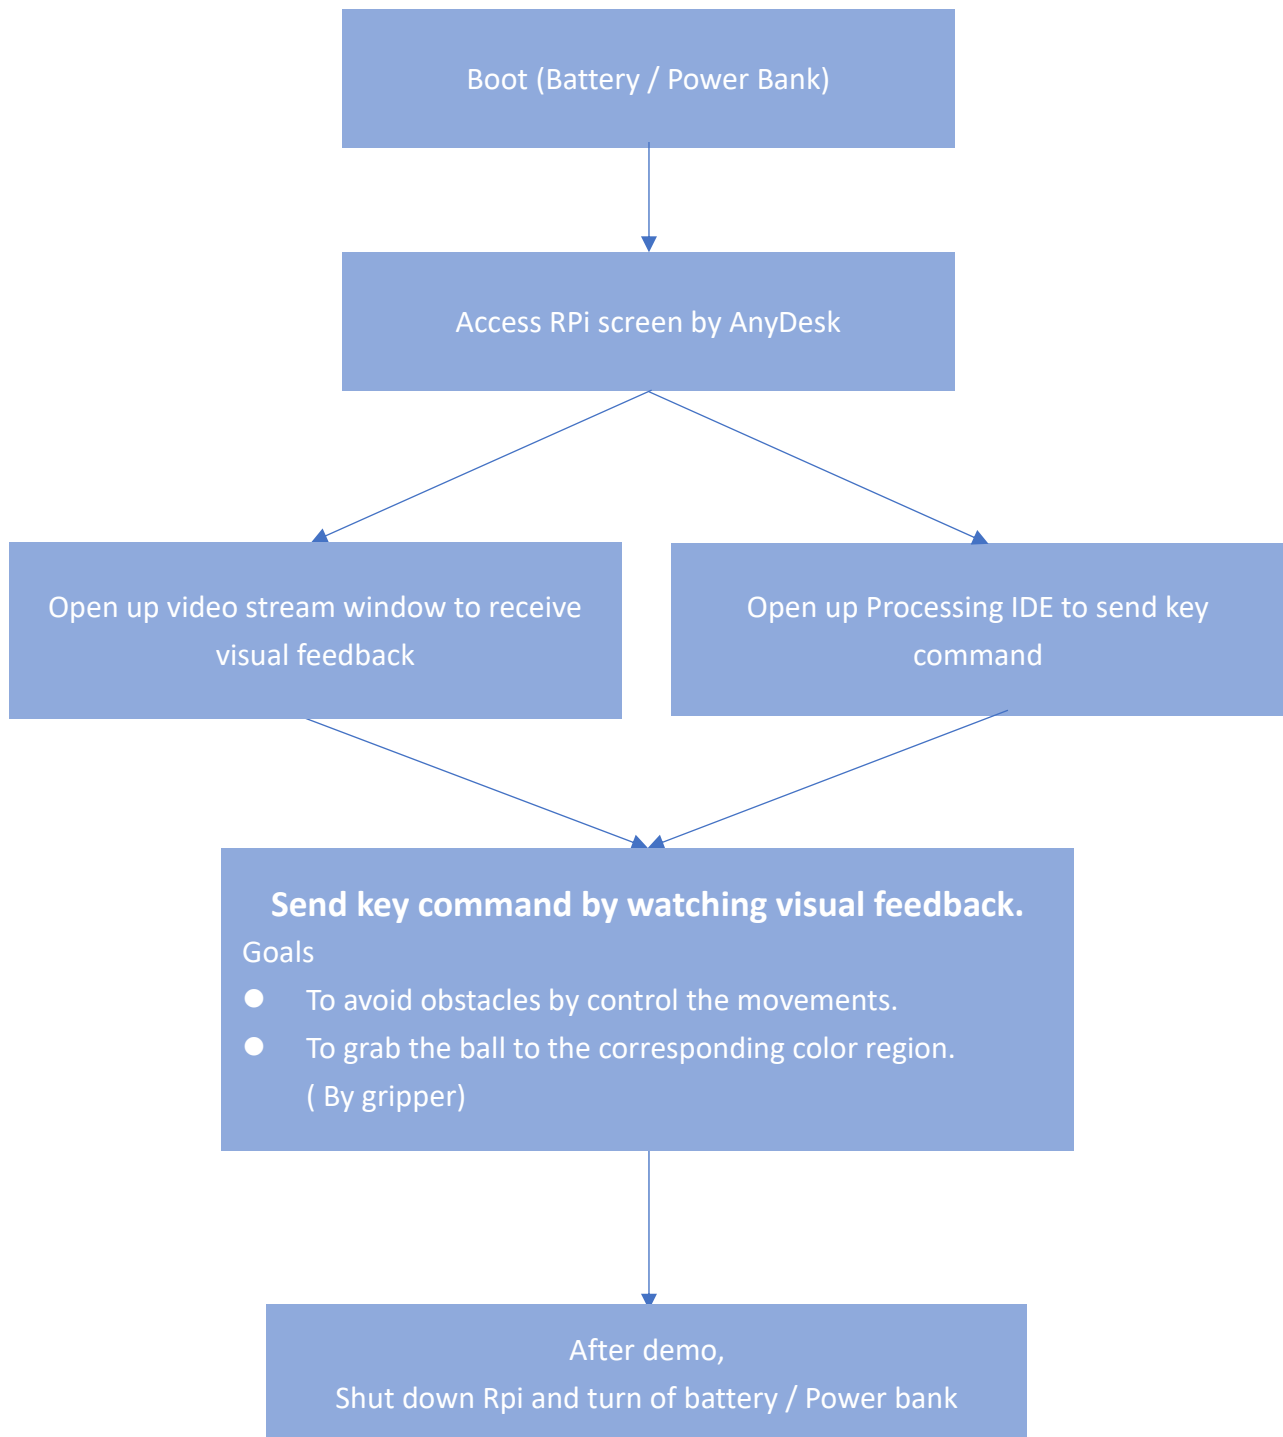 Boot (Battery / Power Bank)
Access RPi screen by AnyDesk
Open up video stream window to receive
visual feedback
Open up Processing IDE to send key
command
Send key command by watching visual feedback.
Goals
● To avoid obstacles by control the movements.
● To grab the ball to the corresponding color region.
( By gripper)
After demo,
Shut down Rpi and turn of battery / Power bank